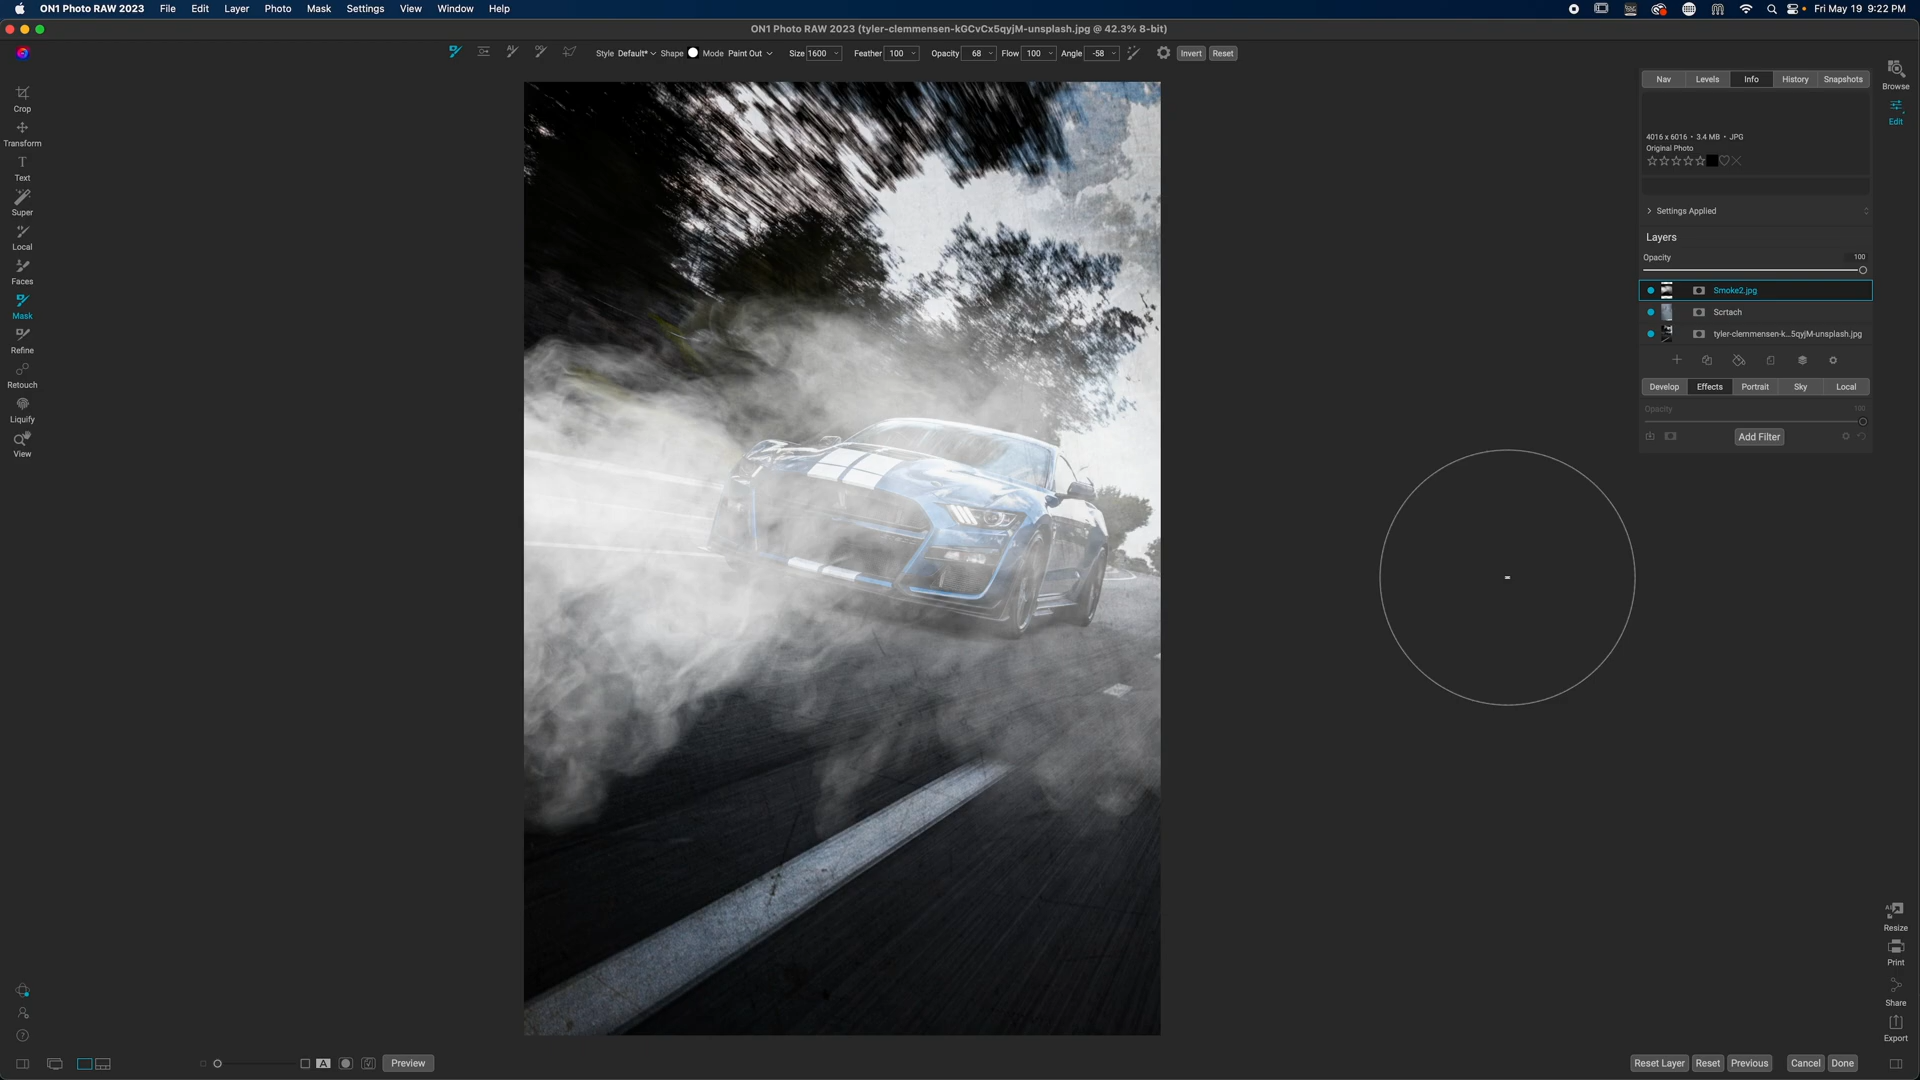 ON1 Photo RAW 2023 File Edit Layer Photo Mask Settings View Window Help Fri May 19 9:22 PM
ON1 Photo RAW 2023 (tyler-clemmensen-kGCvCx5qyjM-unsplash.jpg @ 42.3% 8-bit)
Style Default* Shape Mode Paint Out Size 1600 Feather 100 Opacity 68 Flow 100 Angle -58 Invert Reset
Crop
Transform
Text
Super
Local
Faces
Mask
Refine
Retouch
Liquify
View
Nav Levels Info History Snapshots
4016 x 6016 • 3.4 MB • JPG
Original Photo
Settings Applied
Layers
Opacity 100
Smoke2.jpg
Scrtach
tyler-clemmensen-k...5qyjM-unsplash.jpg
Develop Effects Portrait Sky Local
Opacity 100
Add Filter
Browse
Edit
AI
Resize
Print
Share
Export
A Preview
Reset Layer Reset Previous Cancel Done